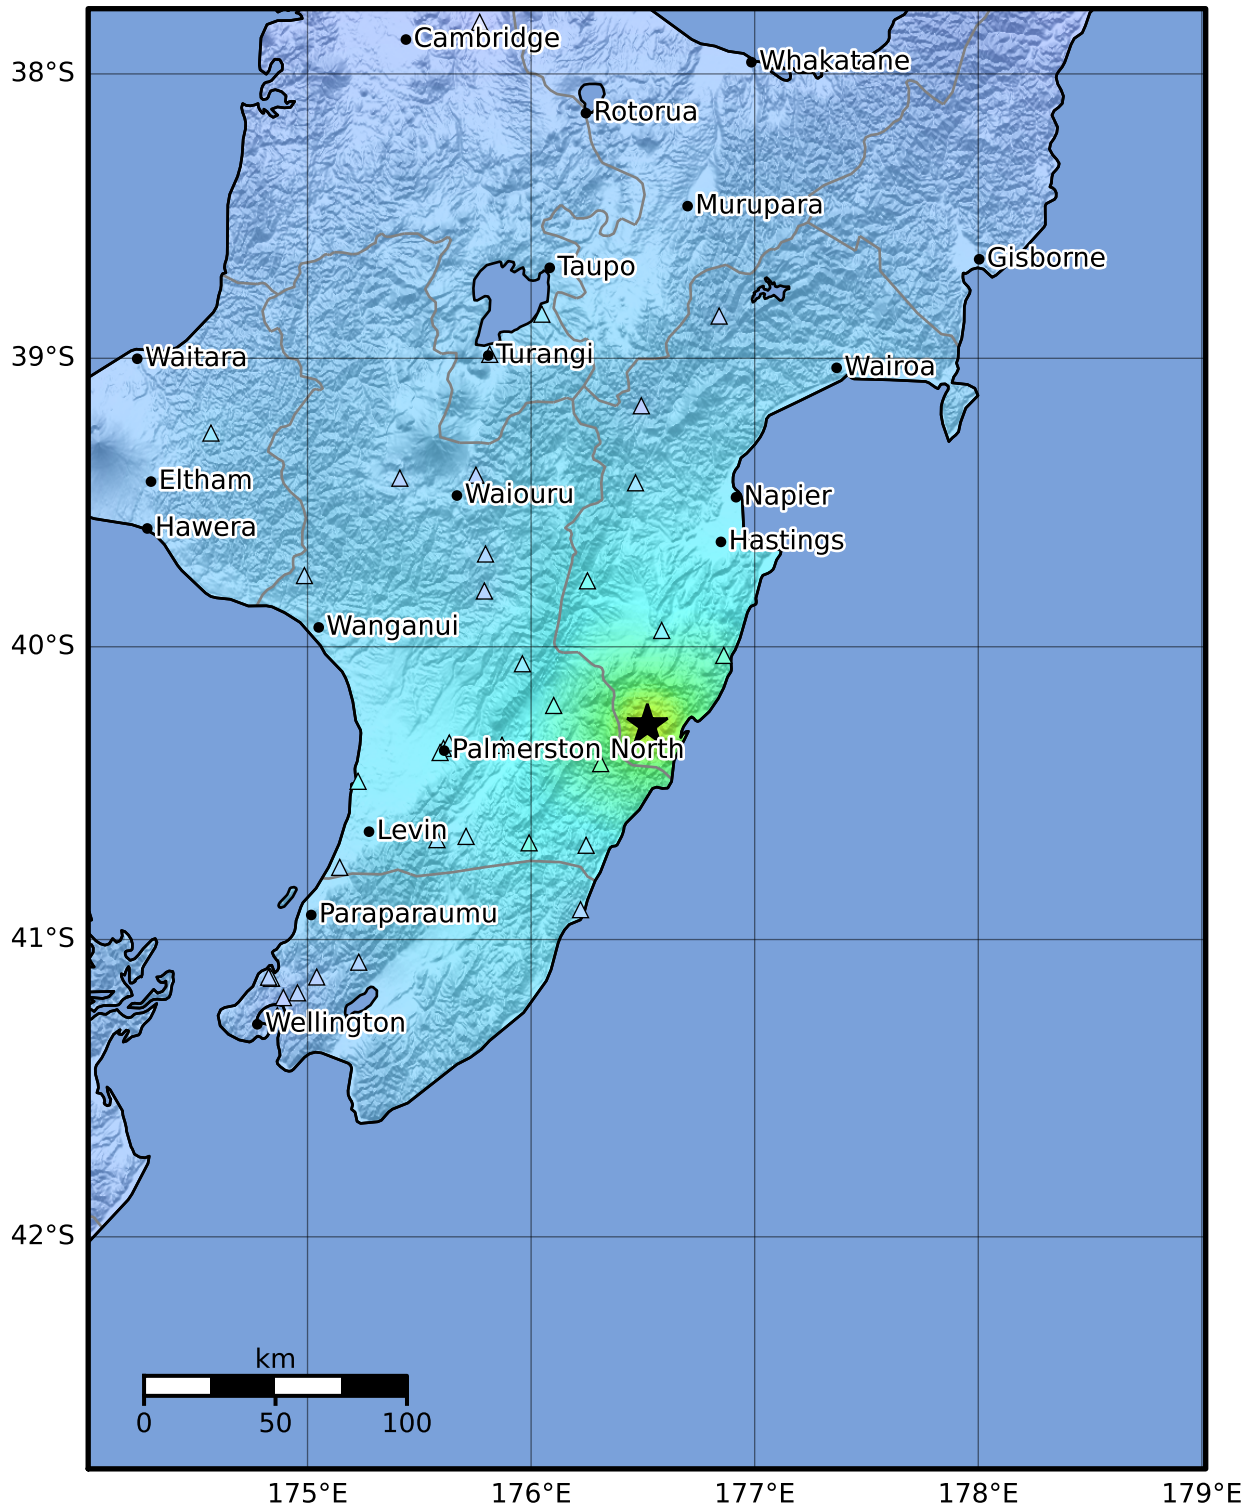 Cambridge
Whakatane
38°S
Rotorua
Murupara
Gisborne
Taupo
Turangi
Waitara
39°S
Wairoa
Eltham
Waiouru
Napier
Hawera
Hastings
Wanganui
40°S
Palmerston North
Levin
Paraparaumu
41°S
Wellington
42°S
km
0 50 100
175°E 176°E 177°E 178°E 179°E